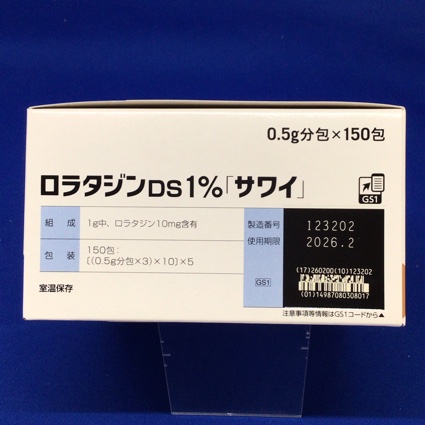 0.5g分包×150包
ロラタジンDS1%「サワイ」
GS1
組成 1g中、ロラタジン10mg含有
製造番号 123202
使用期限 2026.2
包装 150包：
[(0.5g分包×3)×10]×5
GS1
(17)260200(10)123202
(01)14987080308017
室温保存
注意事項等情報はGS1コードから▲